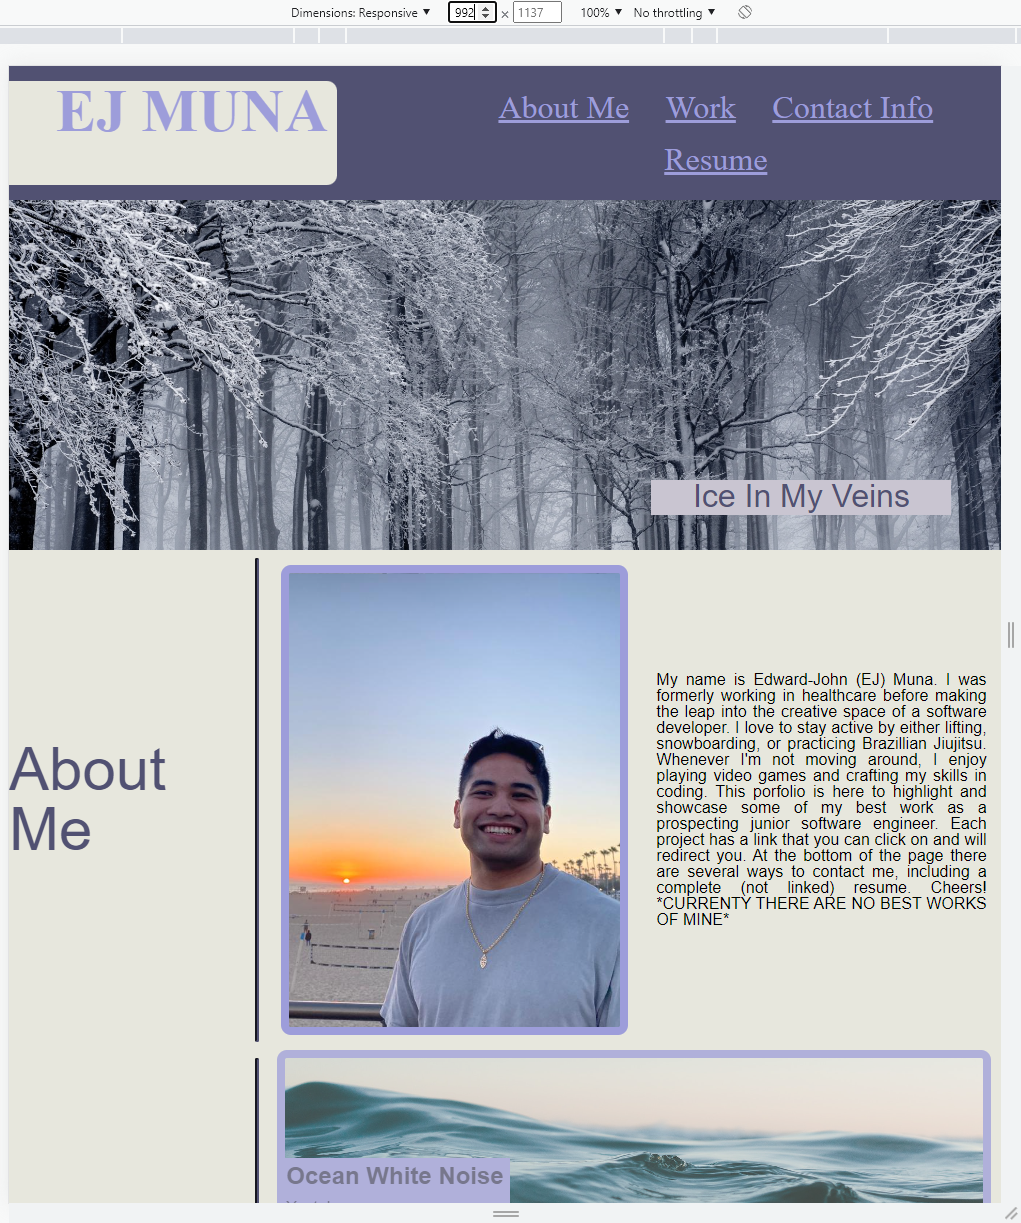 Dimensions: Responsive ▼ 992 × 1137 100% ▼ No throttling ▼
EJ MUNA
About Me Work Contact Info
Resume
Ice In My Veins
About
Me
My name is Edward-John (EJ) Muna. I was
formerly working in healthcare before making
the leap into the creative space of a software
developer. I love to stay active by either lifting,
snowboarding, or practicing Brazillian Jiujitsu.
Whenever I'm not moving around, I enjoy
playing video games and crafting my skills in
coding. This porfolio is here to highlight and
showcase some of my best work as a
prospecting junior software engineer. Each
project has a link that you can click on and will
redirect you. At the bottom of the page there
are several ways to contact me, including a
complete (not linked) resume. Cheers!
*CURRENTY THERE ARE NO BEST WORKS
OF MINE*
Ocean White Noise